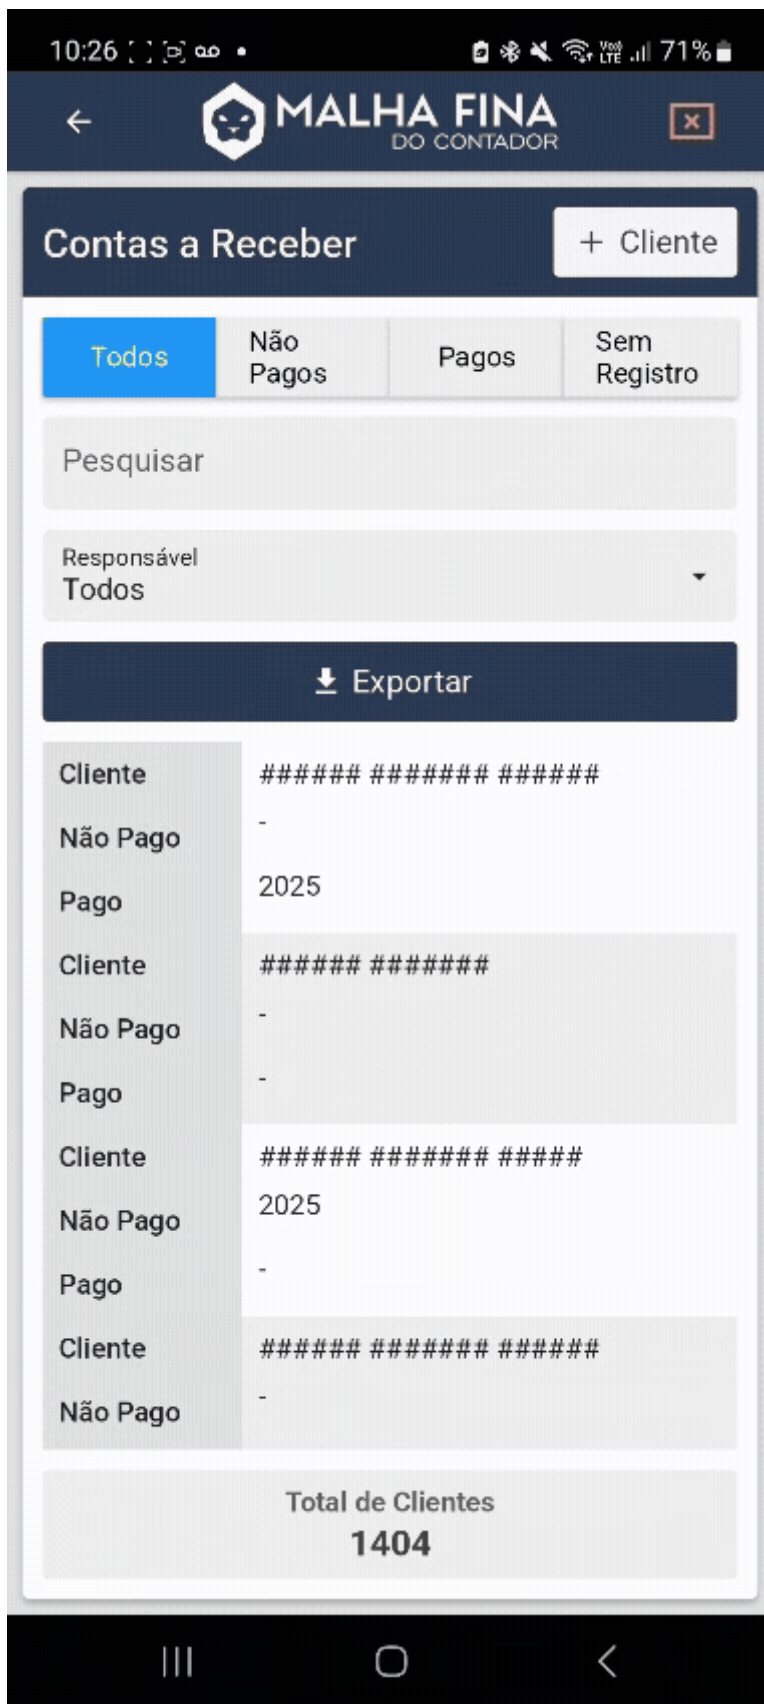 10:26
LTE 71%
MALHA FINA
DO CONTADOR
Contas a Receber
+ Cliente
Todos
Não
Pagos
Pagos
Sem
Registro
Pesquisar
Responsável
Todos
Exportar
Cliente ###### ####### ######
Não Pago -
Pago 2025
Cliente ###### #######
Não Pago -
Pago -
Cliente ###### ####### #####
Não Pago 2025
Pago -
Cliente ###### ####### ######
Não Pago -
Total de Clientes
1404